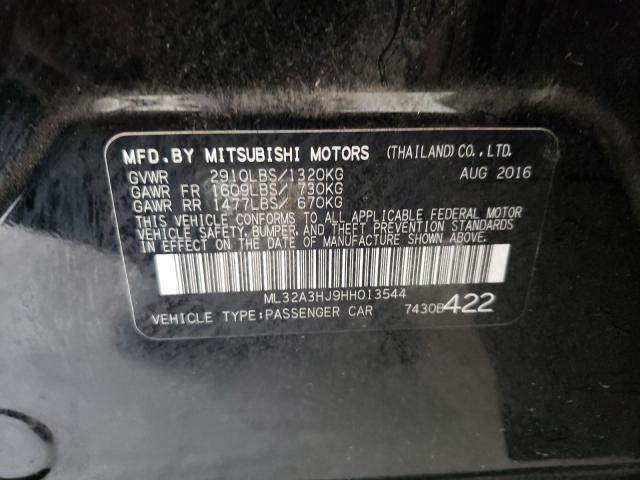 MFD.BY MITSUBISHI MOTORS (THAILAND) CO., LTD.
GVWR 2910LBS/1320KG AUG 2016
GAWR FR 1609LBS/ 730KG
GAWR RR 1477LBS/ 670KG
THIS VEHICLE CONFORMS TO ALL APPLICABLE FEDERAL MOTOR
VEHICLE SAFETY, BUMPER, AND THEFT PREVENTION STANDARDS
IN EFFECT ON THE DATE OF MANUFACTURE SHOWN ABOVE.
ML32A3HJ9HH013544
VEHICLE TYPE:PASSENGER CAR 7430B422